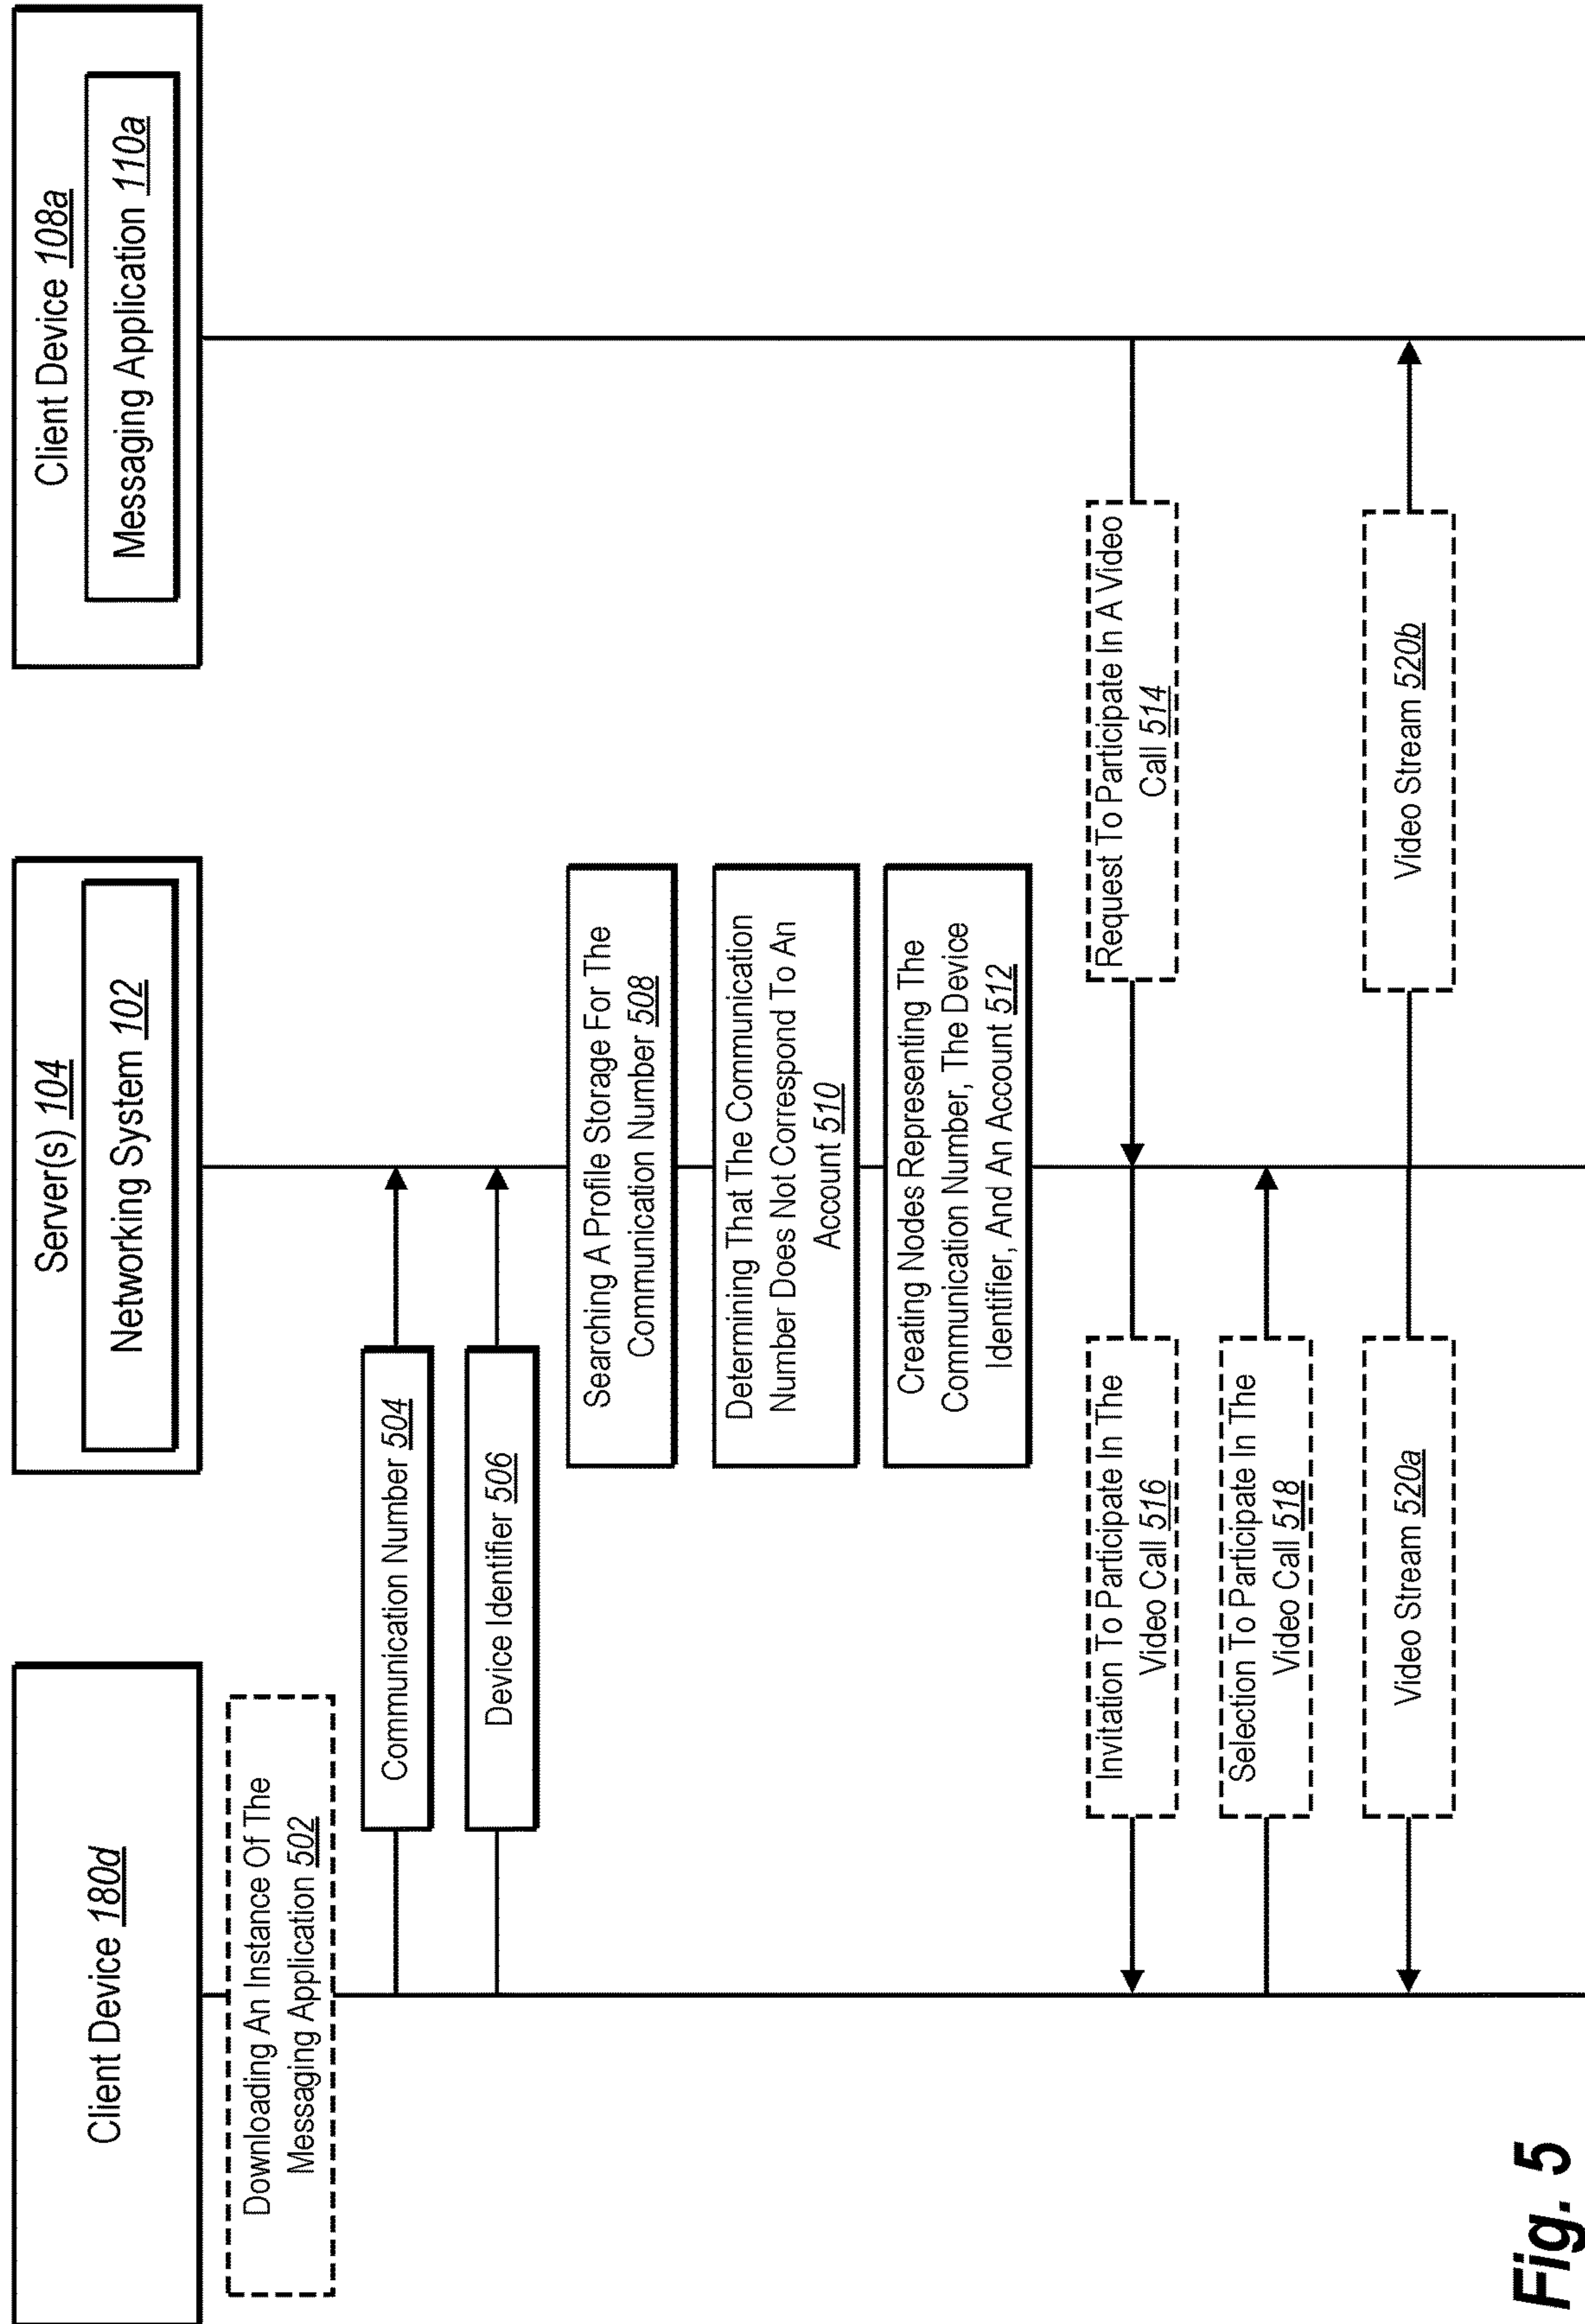 Client Device 180d
Server(s) 104
Networking System 102
Client Device 108a
Messaging Application 110a
Downloading An Instance Of The
Messaging Application 502
Communication Number 504
Device Identifier 506
Searching A Profile Storage For The
Communication Number 508
Determining That The Communication
Number Does Not Correspond To An
Account 510
Creating Nodes Representing The
Communication Number, The Device
Identifier, And An Account 512
Request To Participate In A Video
Call 514
Invitation To Participate In The
Video Call 516
Selection To Participate In The
Video Call 518
Video Stream 520a
Video Stream 520b
Fig. 5